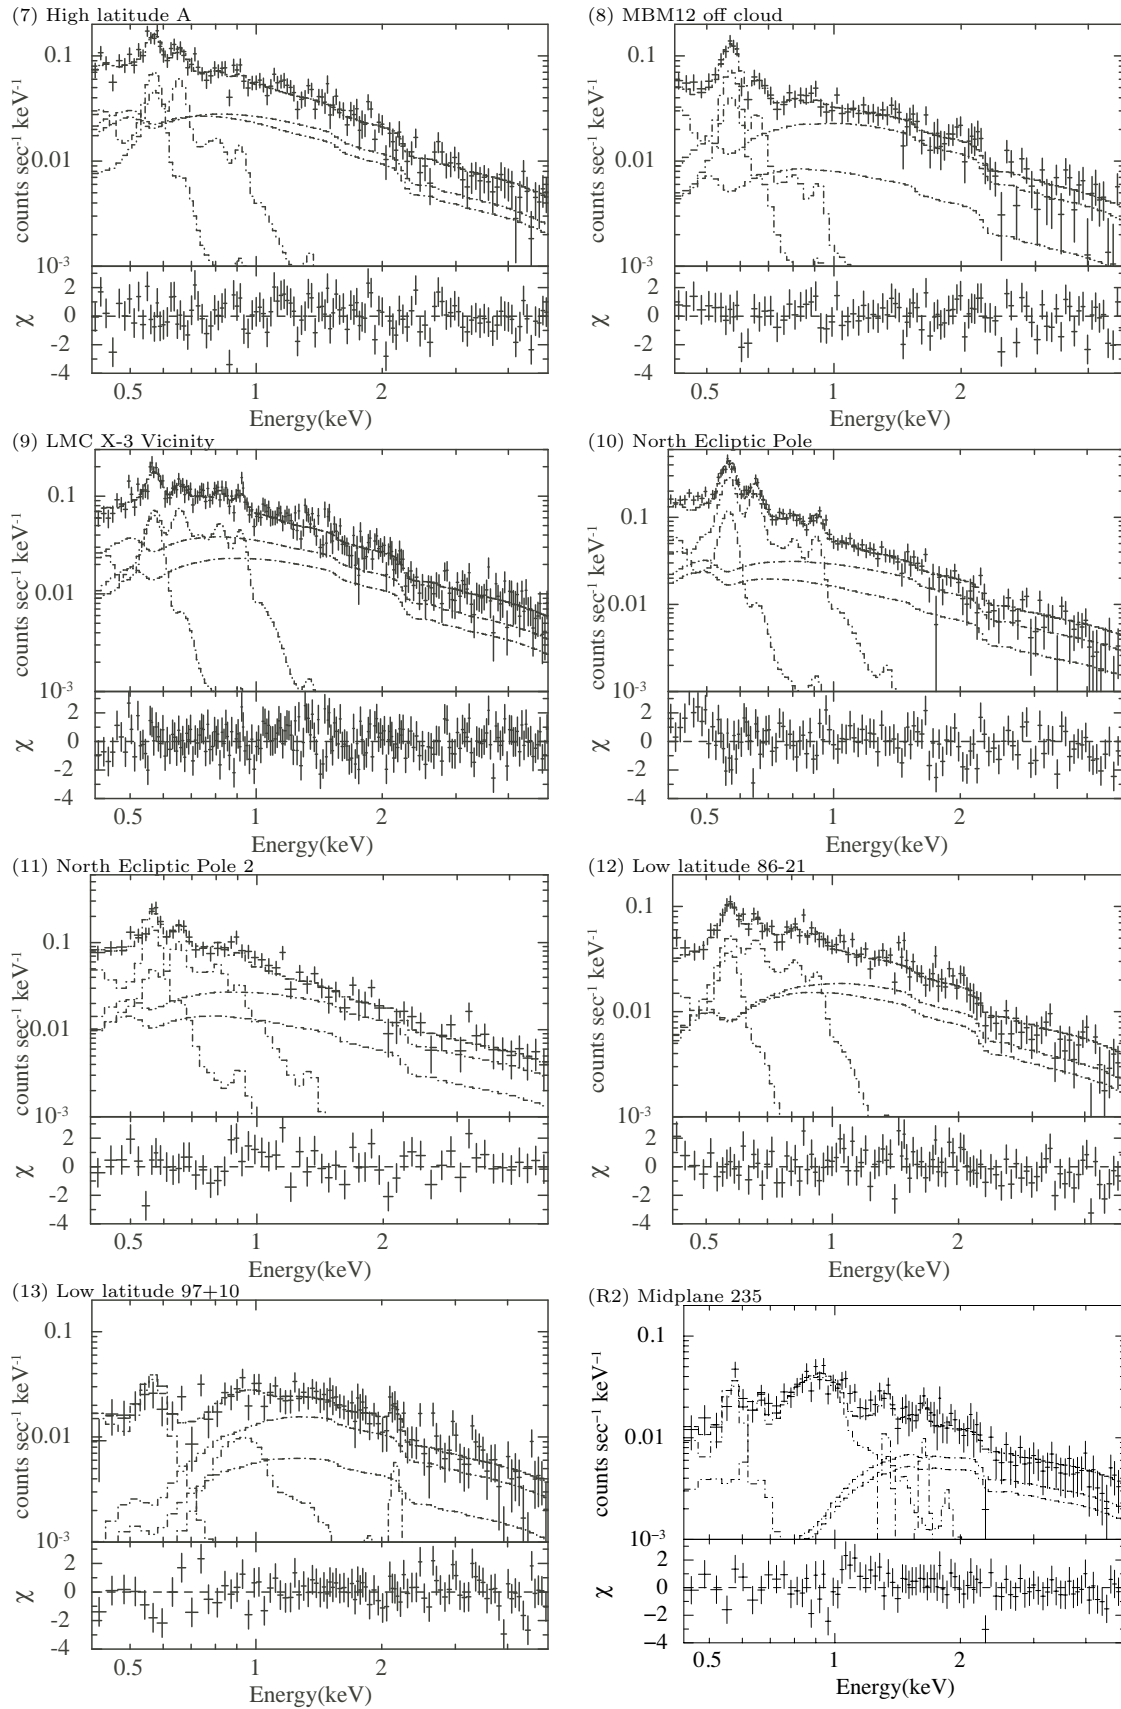 (7) High latitude A
0.1
0.01
10⁻³
counts sec⁻¹ keV⁻¹
2
0
-2
-4
χ
0.5 1 2
Energy(keV)
(8) MBM12 off cloud
0.1
0.01
10⁻³
counts sec⁻¹ keV⁻¹
2
0
-2
-4
χ
0.5 1 2
Energy(keV)
(9) LMC X-3 Vicinity
0.1
0.01
10⁻³
counts sec⁻¹ keV⁻¹
2
0
-2
-4
χ
0.5 1 2
Energy(keV)
(10) North Ecliptic Pole
0.1
0.01
10⁻³
counts sec⁻¹ keV⁻¹
2
0
-2
-4
χ
0.5 1 2
Energy(keV)
(11) North Ecliptic Pole 2
0.1
0.01
10⁻³
counts sec⁻¹ keV⁻¹
2
0
-2
-4
χ
0.5 1 2
Energy(keV)
(12) Low latitude 86-21
0.1
0.01
10⁻³
counts sec⁻¹ keV⁻¹
2
0
-2
-4
χ
0.5 1 2
Energy(keV)
(13) Low latitude 97+10
0.1
0.01
10⁻³
counts sec⁻¹ keV⁻¹
2
0
-2
-4
χ
0.5 1 2
Energy(keV)
(R2) Midplane 235
0.1
0.01
10⁻³
counts sec⁻¹ keV⁻¹
2
0
−2
−4
χ
0.5 1 2
Energy(keV)